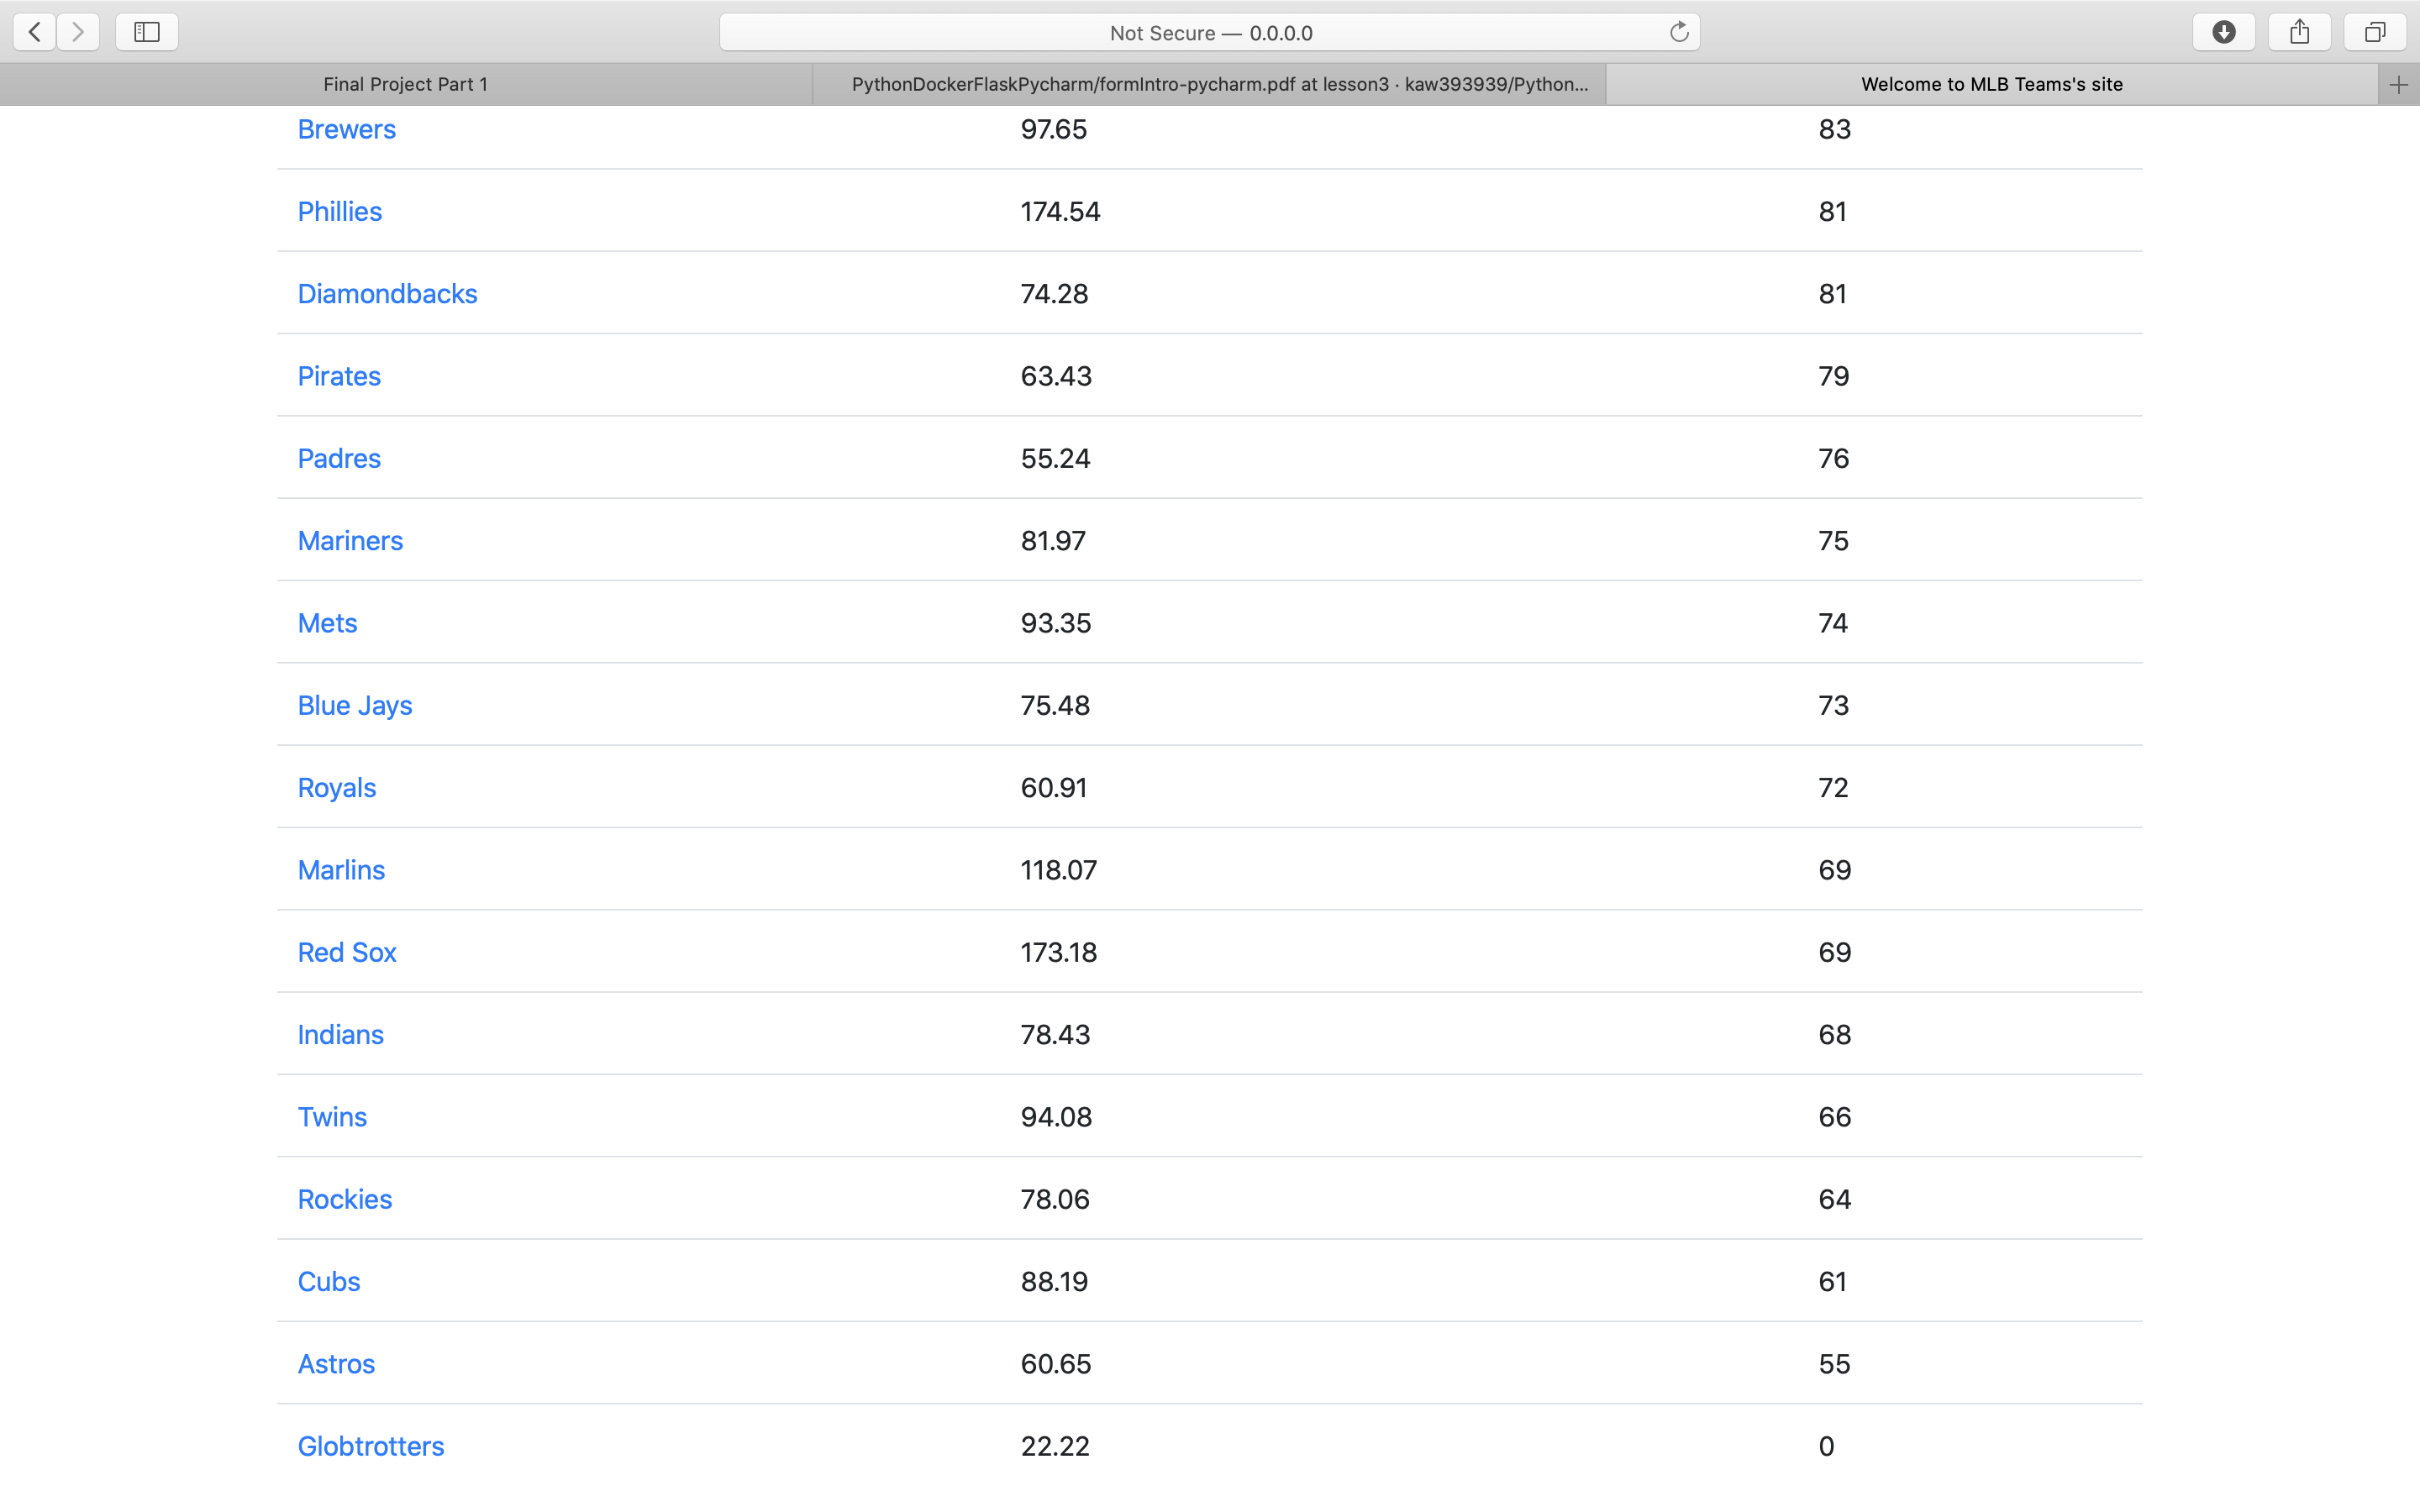 Not Secure — 0.0.0.0
Final Project Part 1
PythonDockerFlaskPycharm/formIntro-pycharm.pdf at lesson3 · kaw393939/Python...
Welcome to MLB Teams's site
Brewers 97.65 83
Phillies 174.54 81
Diamondbacks 74.28 81
Pirates 63.43 79
Padres 55.24 76
Mariners 81.97 75
Mets 93.35 74
Blue Jays 75.48 73
Royals 60.91 72
Marlins 118.07 69
Red Sox 173.18 69
Indians 78.43 68
Twins 94.08 66
Rockies 78.06 64
Cubs 88.19 61
Astros 60.65 55
Globtrotters 22.22 0